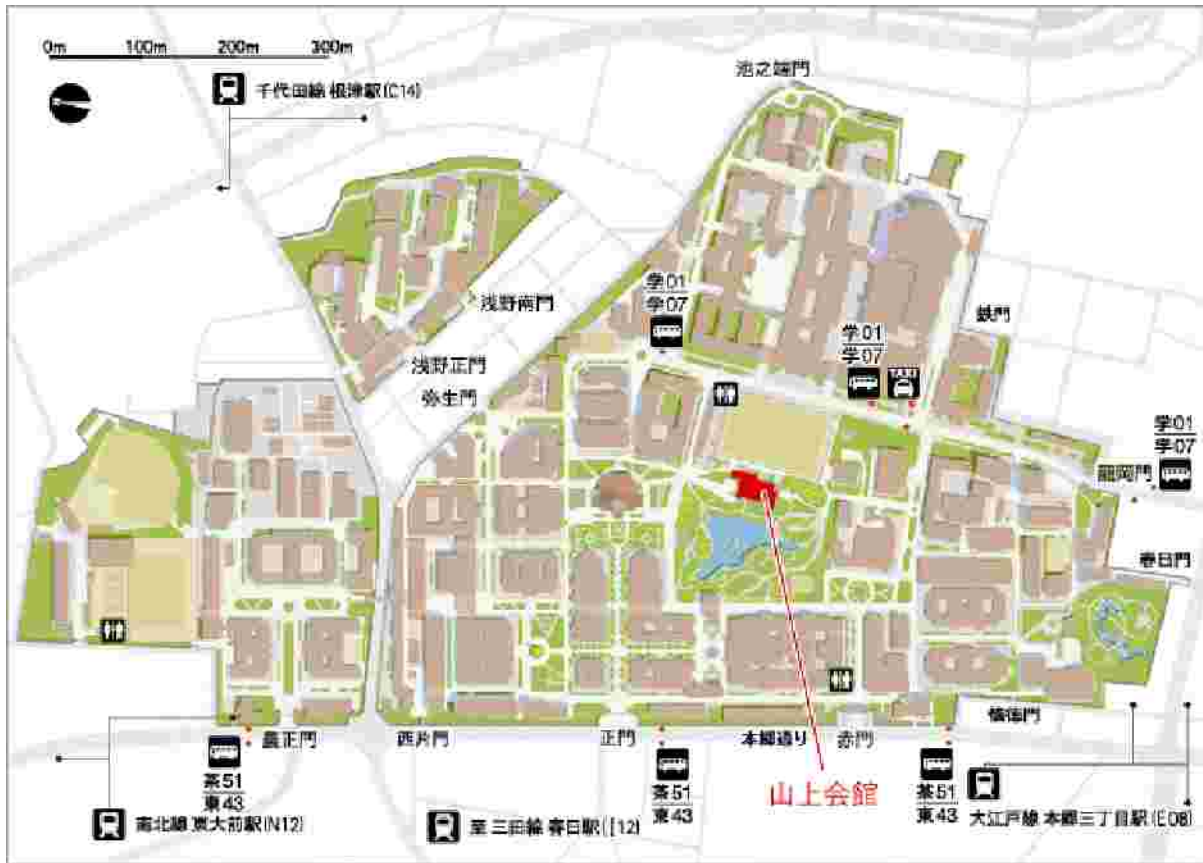 0m 100m 200m 300m
千代田線 根津駅(C14)
池之端門
学01
学07
浅野南門
学01
学07
TAXI
鉄門
浅野正門
弥生門
学01
学07
龍岡門
春日門
農正門
西片門
正門
本郷通り
赤門
懐徳門
茶51
東43
茶51
東43
山上会館
茶51
東43
南北線 東大前駅(N12)
至 三田線 春日駅(I12)
大江戸線 本郷三丁目駅(E08)